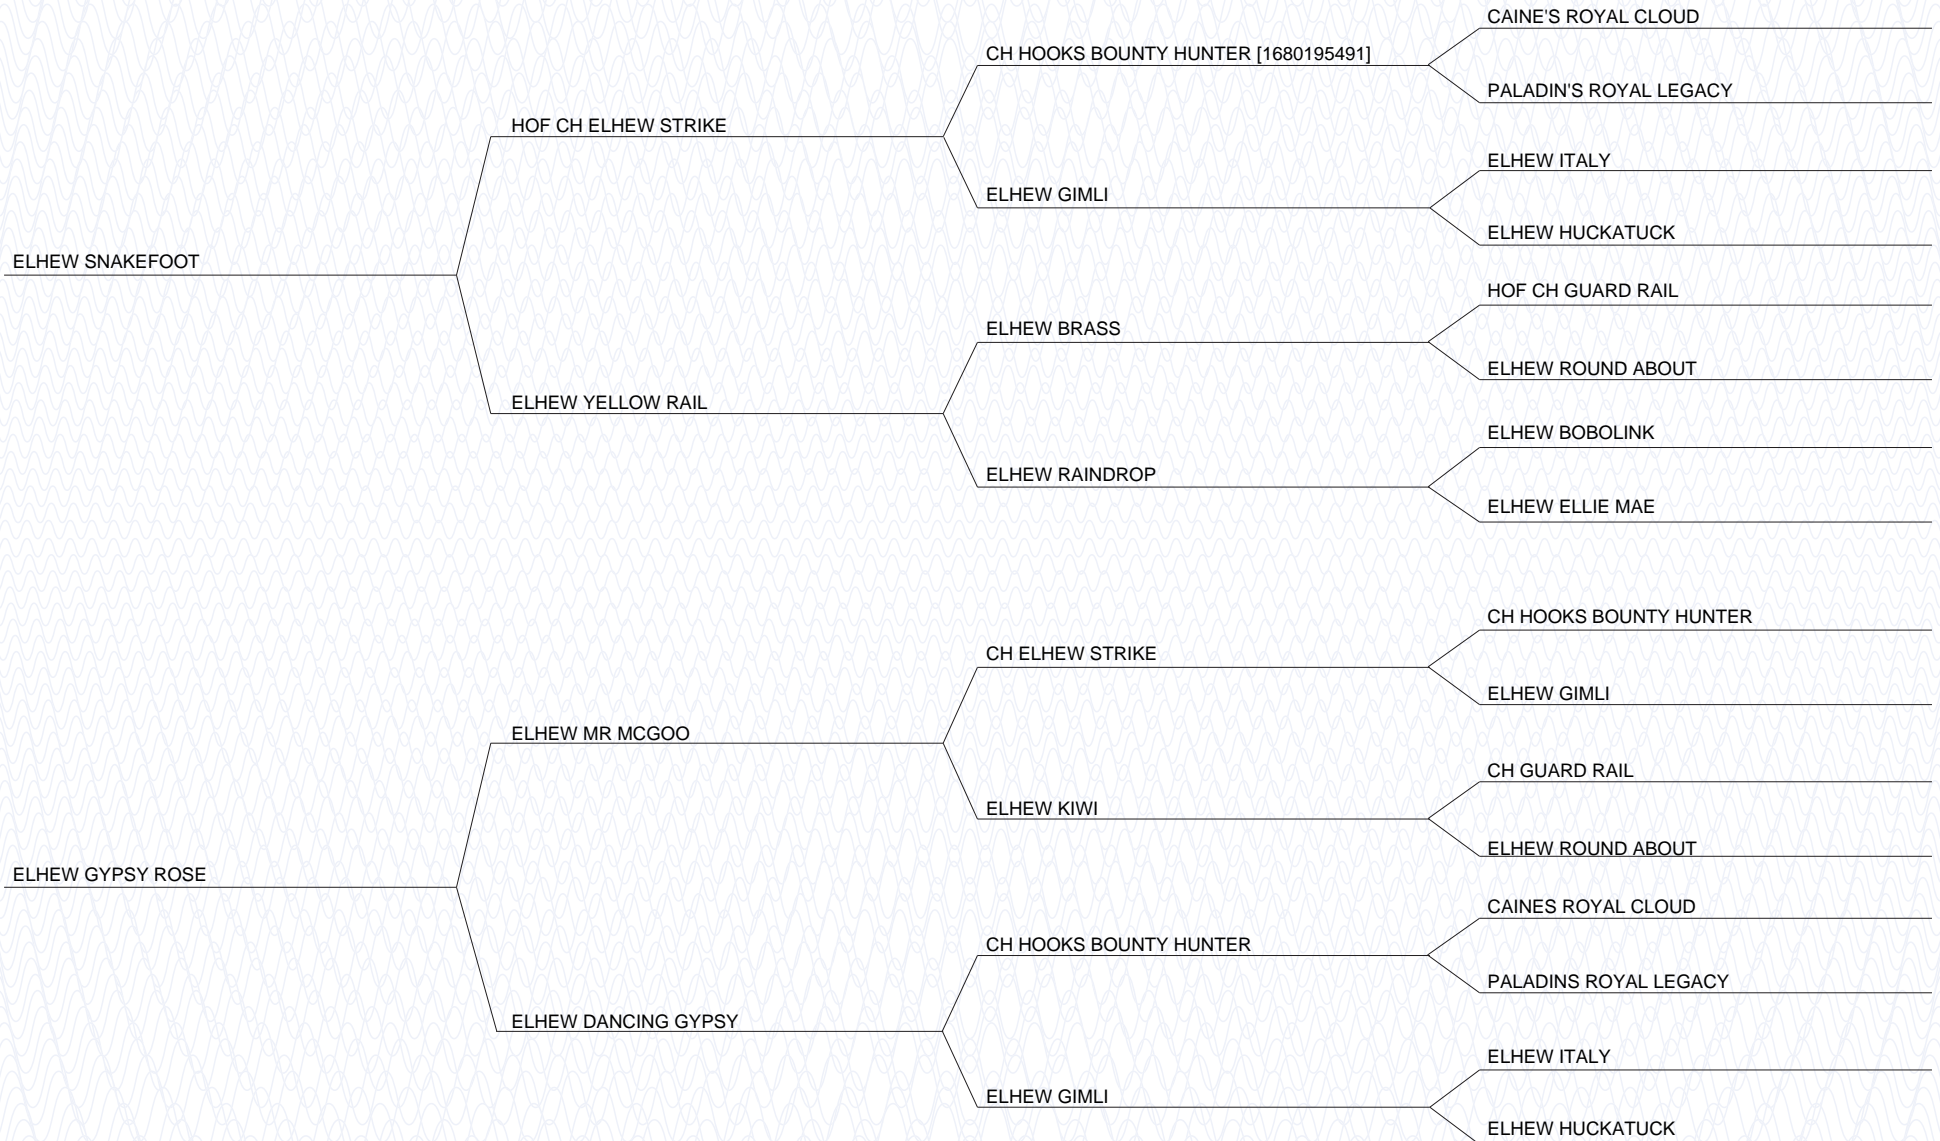 CAINE'S ROYAL CLOUD
CH HOOKS BOUNTY HUNTER [1680195491]
PALADIN'S ROYAL LEGACY
HOF CH ELHEW STRIKE
ELHEW ITALY
ELHEW GIMLI
ELHEW HUCKATUCK
ELHEW SNAKEFOOT
HOF CH GUARD RAIL
ELHEW BRASS
ELHEW ROUND ABOUT
ELHEW YELLOW RAIL
ELHEW BOBOLINK
ELHEW RAINDROP
ELHEW ELLIE MAE
CH HOOKS BOUNTY HUNTER
CH ELHEW STRIKE
ELHEW GIMLI
ELHEW MR MCGOO
CH GUARD RAIL
ELHEW KIWI
ELHEW ROUND ABOUT
ELHEW GYPSY ROSE
CAINES ROYAL CLOUD
CH HOOKS BOUNTY HUNTER
PALADINS ROYAL LEGACY
ELHEW DANCING GYPSY
ELHEW ITALY
ELHEW GIMLI
ELHEW HUCKATUCK